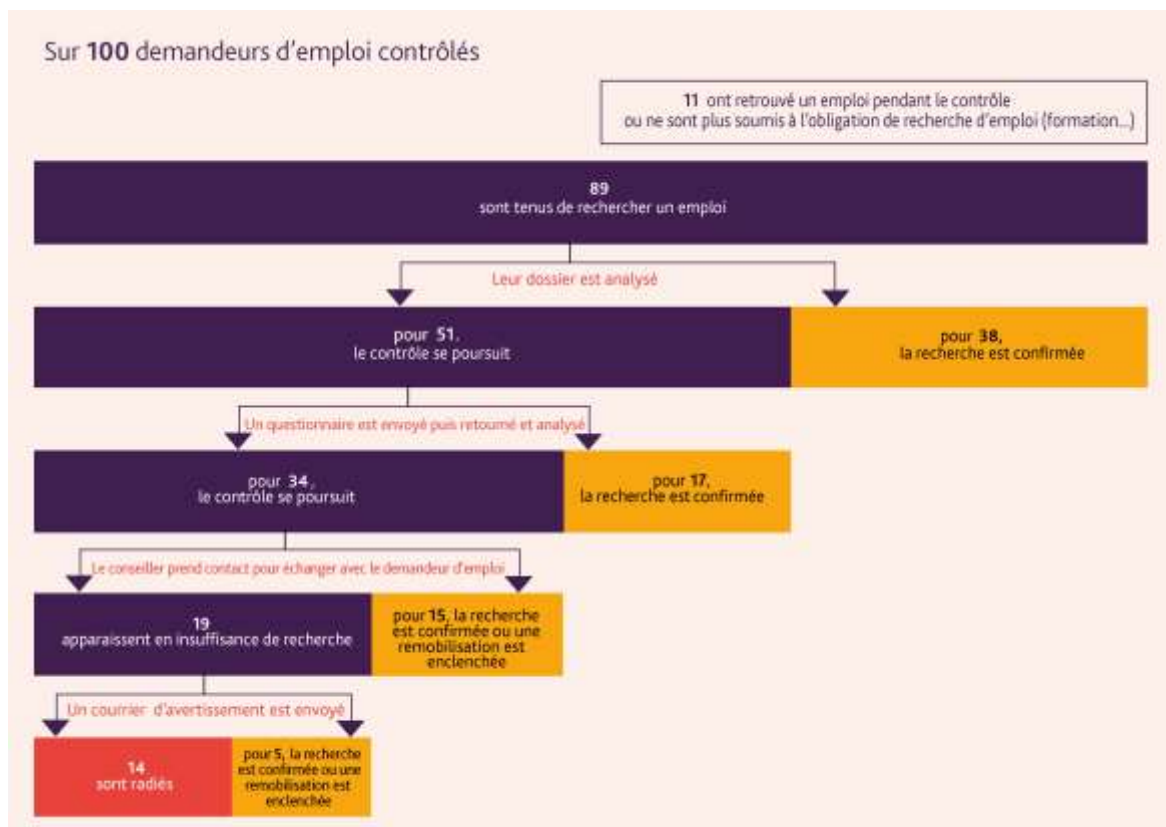 Sur 100 demandeurs d'emploi contrôlés
11 ont retrouvé un emploi pendant le contrôle
ou ne sont plus soumis à l'obligation de recherche d'emploi (formation...)
89
sont tenus de rechercher un emploi
Leur dossier est analysé
pour 51,
le contrôle se poursuit
pour 38,
la recherche est confirmée
Un questionnaire est envoyé puis retourné et analysé
pour 34,
le contrôle se poursuit
pour 17,
la recherche est confirmée
Le conseiller prend contact pour échanger avec le demandeur d'emploi
19
apparaissent en insuffisance de recherche
pour 15, la recherche
est confirmée ou une
remobilisation est
enclenchée
Un courrier d'avertissement est envoyé
14
sont radiés
pour 5, la recherche
est confirmée ou une
remobilisation est
enclenchée